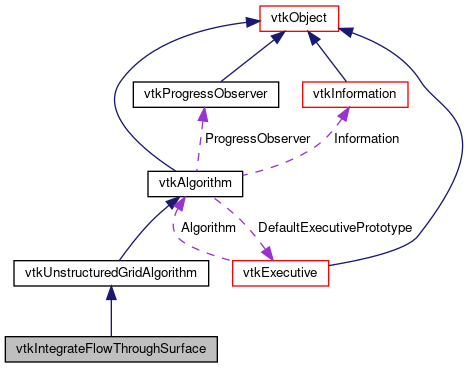 vtkObject
vtkProgressObserver
vtkInformation
ProgressObserver
Information
vtkAlgorithm
Algorithm
DefaultExecutivePrototype
vtkUnstructuredGridAlgorithm
vtkExecutive
vtkIntegrateFlowThroughSurface